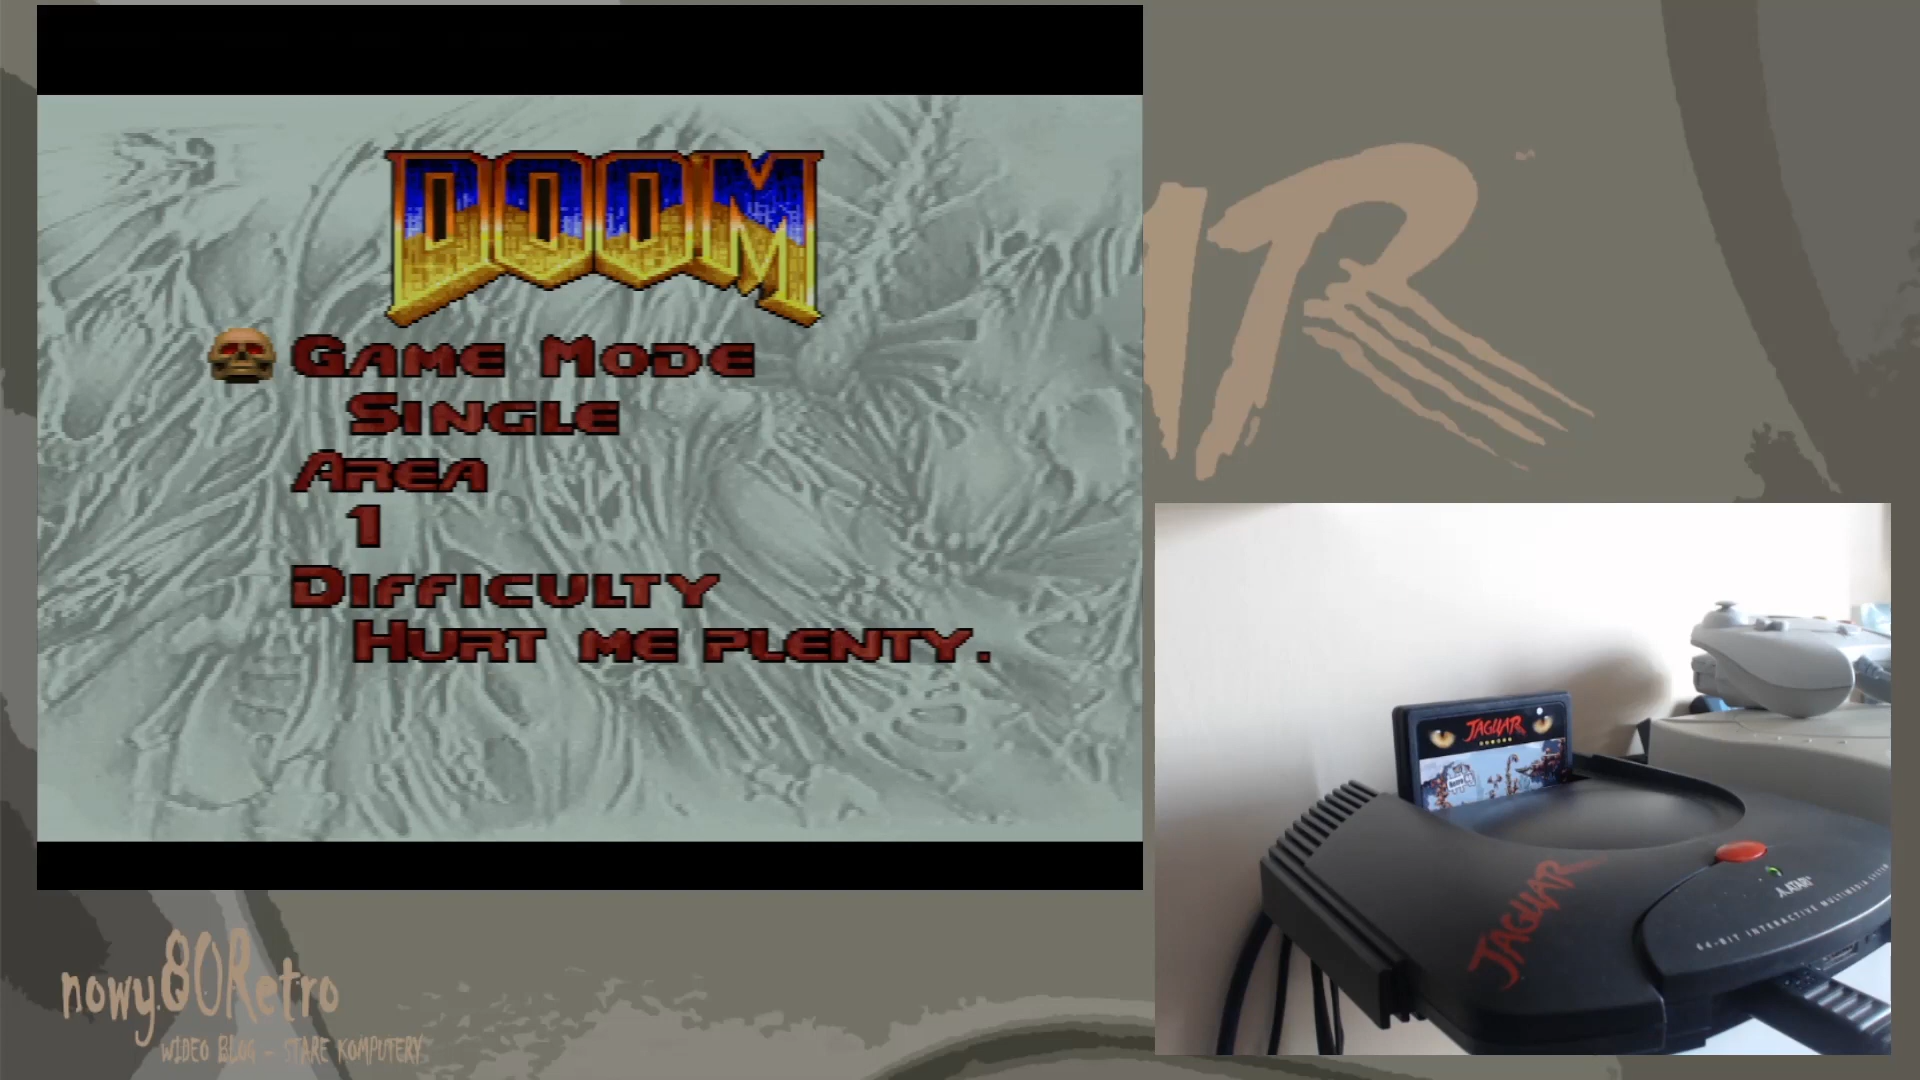 DOOM
GAME MODE
SINGLE
AREA
1
DIFFICULTY
HURT ME PLENTY.
R
JAGUAR
JAGUAR
ATARI
64-BIT INTERACTIVE MULTIMEDIA SYSTEM
nowy80Retro
WIDEO BLOG - STARE KOMPUTERY